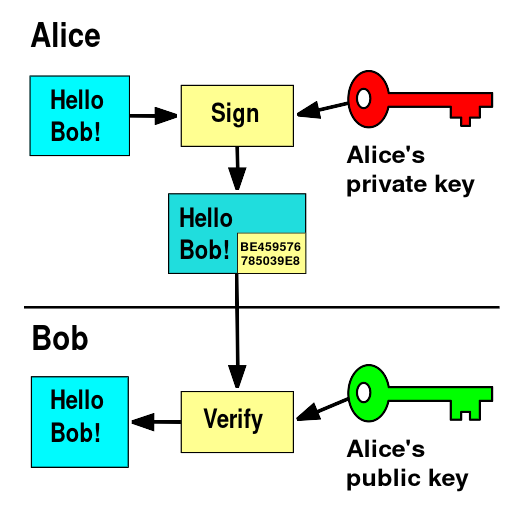 Alice
Hello
Bob!
Sign
Alice's
private key
Hello
Bob!
BE459576
785039E8
Bob
Hello
Bob!
Verify
Alice's
public key